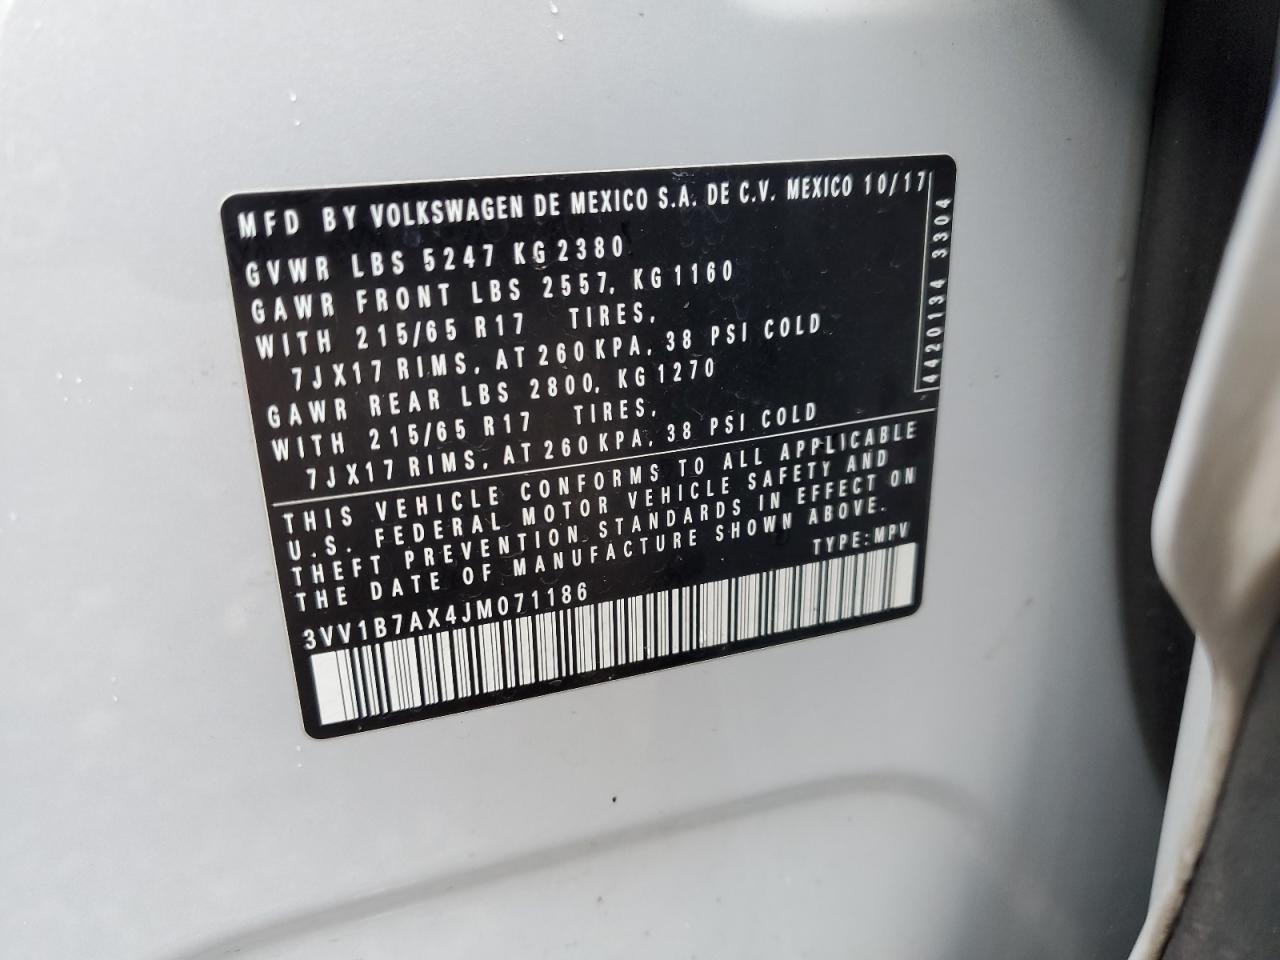 MFD BY VOLKSWAGEN DE MEXICO S.A. DE C.V. MEXICO 10/17
GVWR LBS 5247 KG 2380
GAWR FRONT LBS 2557, KG 1160
WITH 215/65 R17 TIRES,
7JX17 RIMS, AT 260 KPA, 38 PSI COLD
GAWR REAR LBS 2800, KG 1270
WITH 215/65 R17 TIRES,
7JX17 RIMS, AT 260 KPA, 38 PSI COLD
4420134 3304
THIS VEHICLE CONFORMS TO ALL APPLICABLE
U.S. FEDERAL MOTOR VEHICLE SAFETY AND
THEFT PREVENTION STANDARDS IN EFFECT ON
THE DATE OF MANUFACTURE SHOWN ABOVE.
TYPE: MPV
3VV1B7AX4JM071186